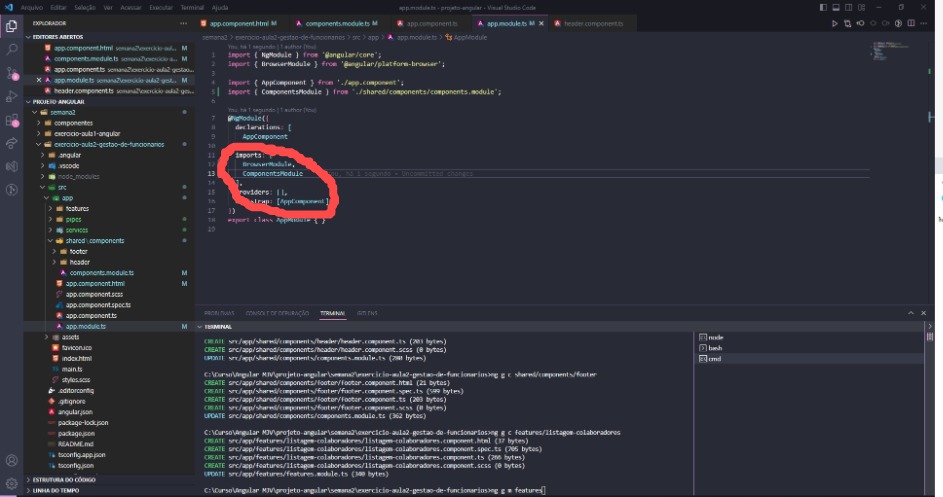 Arquivo Editar Seleção Ver Acessar Executar Terminal Ajuda
app.module.ts - projeto-angular - Visual Studio Code
EXPLORADOR
app.component.html M
components.module.ts M
app.component.ts
app.module.ts M
header.component.ts
semana2 > exercicio-aula2-gestao-de-funcionarios > src > app > app.module.ts > AppModule
EDITORES ABERTOS
app.component.html semana2\exercicio-aul... M
components.module.ts semana2\exercicio-a... M
app.component.ts semana2\exercicio-aula2-gestao...
app.module.ts semana2\exercicio-aula2-gest... M
header.component.ts semana2\exercicio-aula2-ges...
PROJETO ANGULAR
semana2
componentes
exercicio-aula1-angular
exercicio-aula2-gestao-de-funcionarios
.angular
.vscode
node_modules
src
app
features
pipes
services
shared\components
footer
header
components.module.ts M
app.component.html M
app.component.scss
app.component.spec.ts
app.component.ts
app.module.ts M
assets
favicon.ico
index.html
main.ts
styles.scss
.editorconfig
.gitignore
angular.json
package-lock.json
package.json
README.md
tsconfig.app.json
tsconfig.json
ESTRUTURA DO CÓDIGO
LINHA DO TEMPO
You, há 1 segundo | 1 author (You)
1 import { NgModule } from '@angular/core';
2 import { BrowserModule } from '@angular/platform-browser';
3
4 import { AppComponent } from './app.component';
5 import { ComponentsModule } from './shared/components/components.module';
6
You, há 1 segundo | 1 author (You)
7 @NgModule({
8 declarations: [
9 AppComponent
10
11 imports: [
12 BrowserModule,
13 ComponentsModule há 1 segundo • Uncommitted changes
14 ],
15 providers: [],
16 [AppComponent]
17 })
18 export class AppModule { }
19
PROBLEMAS CONSOLE DE DEPURAÇÃO TERMINAL GITLENS
TERMINAL
CREATE src/app/shared/components/header/header.component.ts (203 bytes)
CREATE src/app/shared/components/header/header.component.scss (0 bytes)
UPDATE src/app/shared/components/components.module.ts (280 bytes)
C:\Curso\Angular MJV\projeto-angular\semana2\exercicio-aula2-gestao-de-funcionarios>ng g c shared/components/footer
CREATE src/app/shared/components/footer/footer.component.html (21 bytes)
CREATE src/app/shared/components/footer/footer.component.spec.ts (599 bytes)
CREATE src/app/shared/components/footer/footer.component.ts (203 bytes)
CREATE src/app/shared/components/footer/footer.component.scss (0 bytes)
UPDATE src/app/shared/components/components.module.ts (362 bytes)
C:\Curso\Angular MJV\projeto-angular\semana2\exercicio-aula2-gestao-de-funcionarios>ng g c features/listagem-colaboradores
CREATE src/app/features/listagem-colaboradores/listagem-colaboradores.component.html (37 bytes)
CREATE src/app/features/listagem-colaboradores/listagem-colaboradores.component.spec.ts (705 bytes)
CREATE src/app/features/listagem-colaboradores/listagem-colaboradores.component.ts (266 bytes)
CREATE src/app/features/listagem-colaboradores/listagem-colaboradores.component.scss (0 bytes)
UPDATE src/app/features/features.module.ts (340 bytes)
C:\Curso\Angular MJV\projeto-angular\semana2\exercicio-aula2-gestao-de-funcionarios>ng g m features
node
bash
cmd